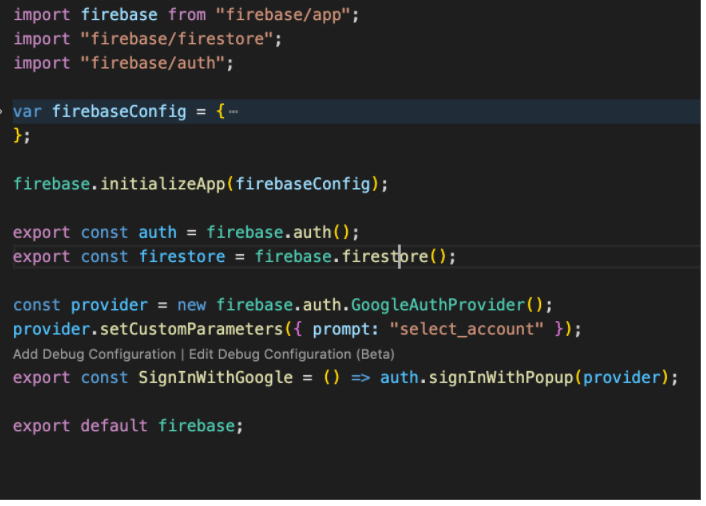 import firebase from "firebase/app";
import "firebase/firestore";
import "firebase/auth";
var firebaseConfig = {⋯
};
firebase.initializeApp(firebaseConfig);
export const auth = firebase.auth();
export const firestore = firebase.firestore();
const provider = new firebase.auth.GoogleAuthProvider();
provider.setCustomParameters({ prompt: "select_account" });
Add Debug Configuration | Edit Debug Configuration (Beta)
export const SignInWithGoogle = () => auth.signInWithPopup(provider);
export default firebase;